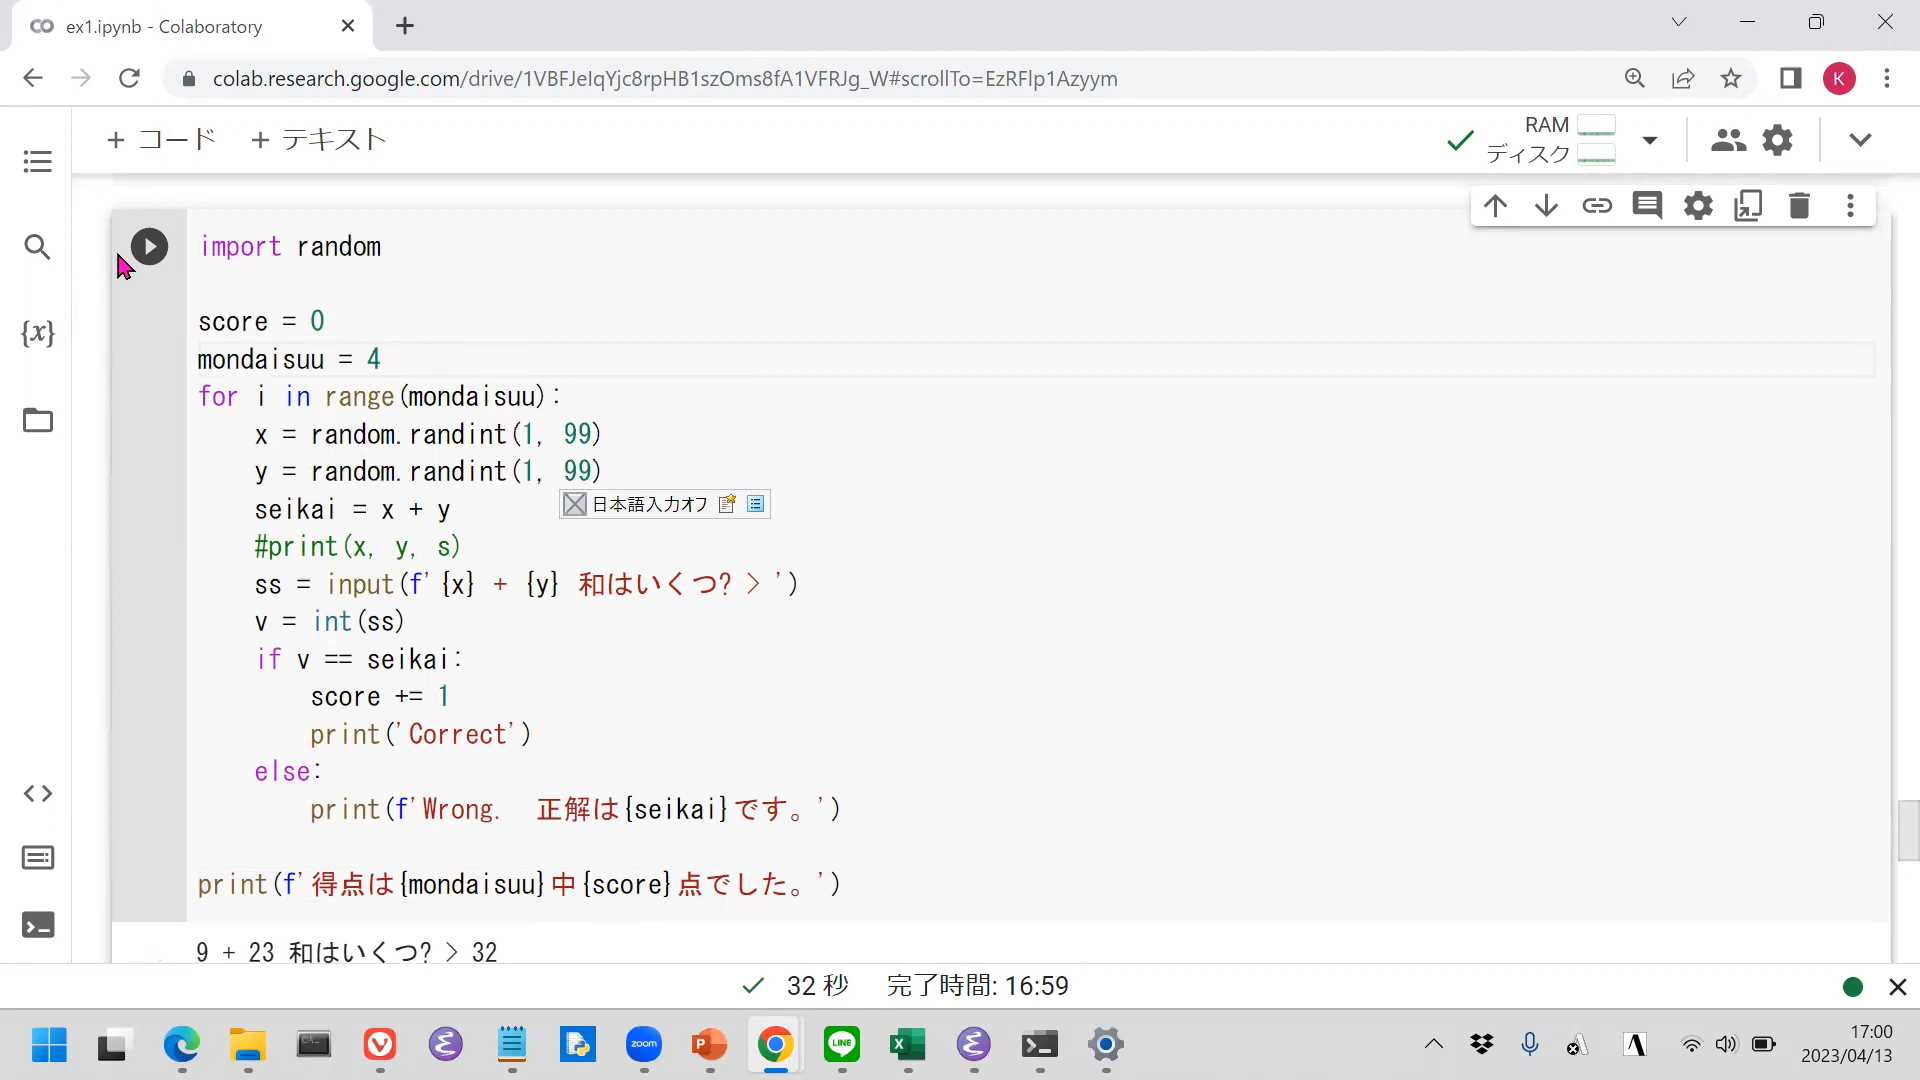 ex1.ipynb - Colaboratory
colab.research.google.com/drive/1VBFJeIqYjc8rpHB1szOms8fA1VFRJg_W#scrollTo=EzRFlp1Azyym
K
+ コード + テキスト
RAM
ディスク
{x}
import random
score = 0
mondaisuu = 4
for i in range(mondaisuu):
x = random.randint(1, 99)
y = random.randint(1, 99)
seikai = x + y
日本語入力オフ
#print(x, y, s)
ss = input(f'{x} + {y} 和はいくつ? > ')
v = int(ss)
if v == seikai:
score += 1
print('Correct')
else:
print(f'Wrong.  正解は{seikai}です。')
print(f'得点は{mondaisuu}中{score}点でした。')
9 + 23 和はいくつ? > 32
32 秒 完了時間: 16:59
zoom
LINE
A
17:00
2023/04/13